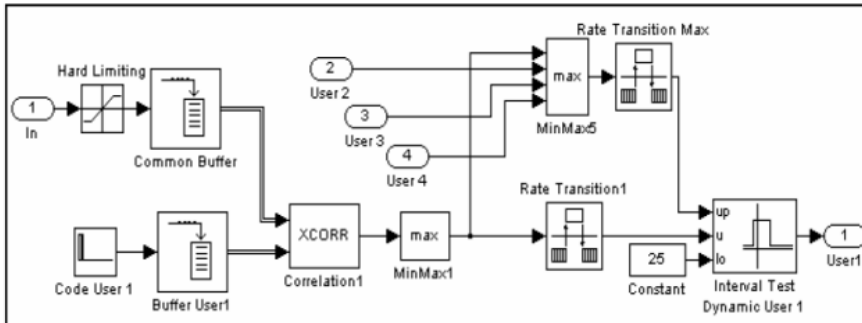 Hard Limiting
1
In
Common Buffer
Code User 1
Buffer User1
XCORR
Correlation1
max
MinMax1
2
User 2
3
User 3
4
User 4
max
MinMax5
Rate Transition Max
Rate Transition1
25
Constant
up
u
lo
Interval Test
Dynamic User 1
1
User1